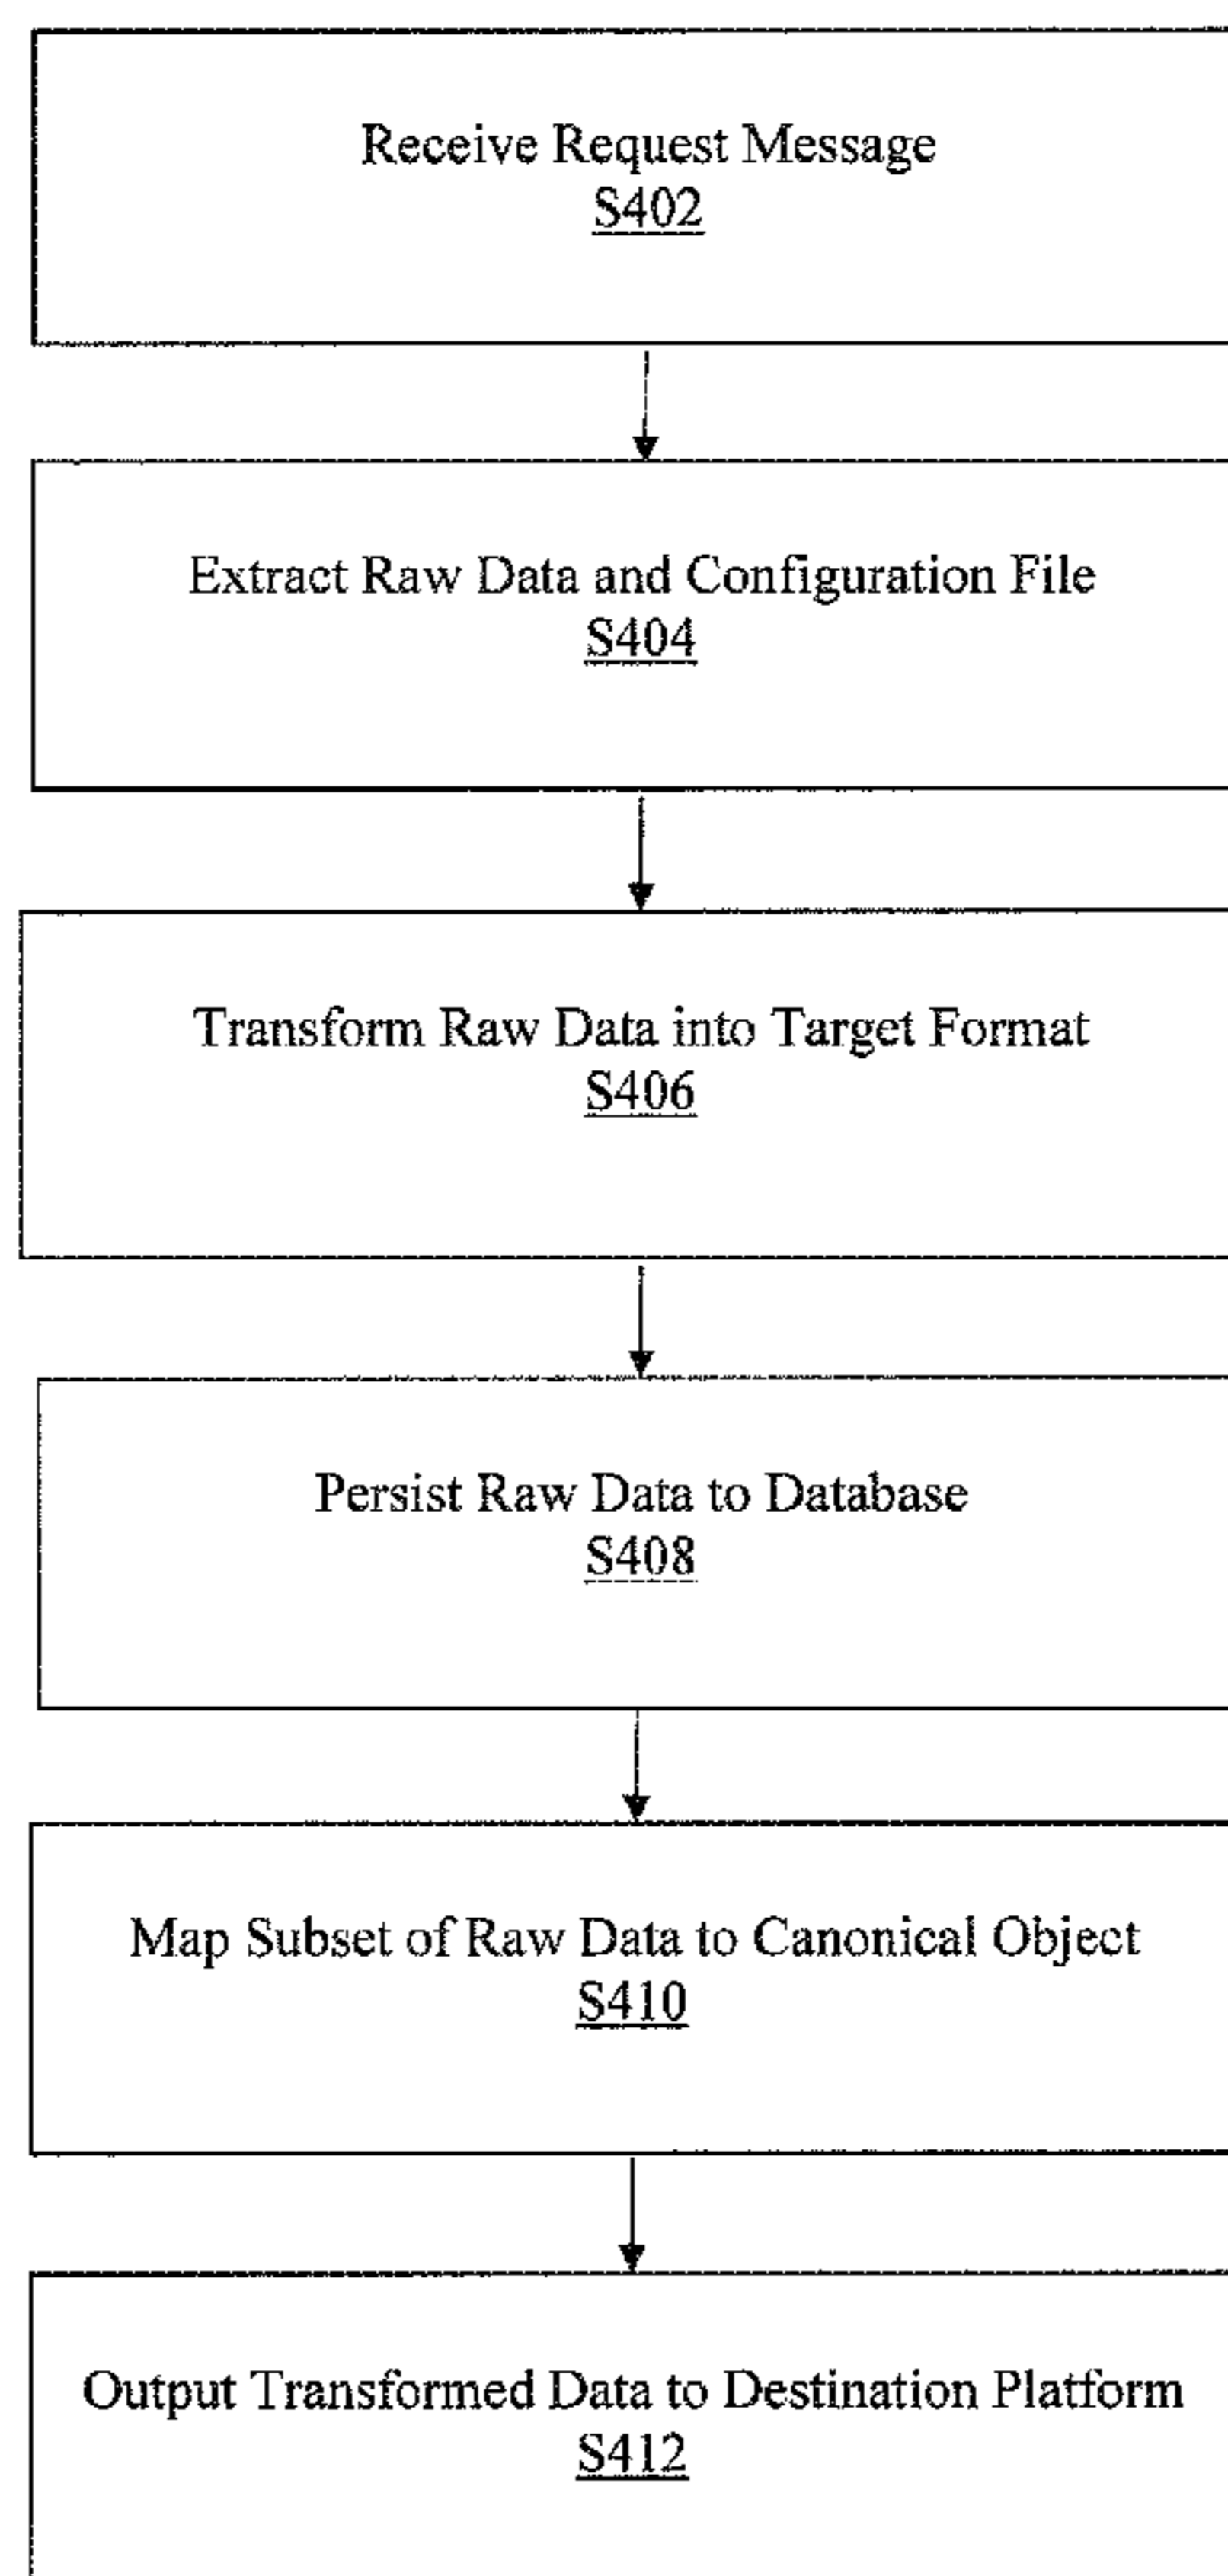 Receive Request Message
S402
Extract Raw Data and Configuration File
S404
Transform Raw Data into Target Format
S406
Persist Raw Data to Database
S408
Map Subset of Raw Data to Canonical Object
S410
Output Transformed Data to Destination Platform
S412